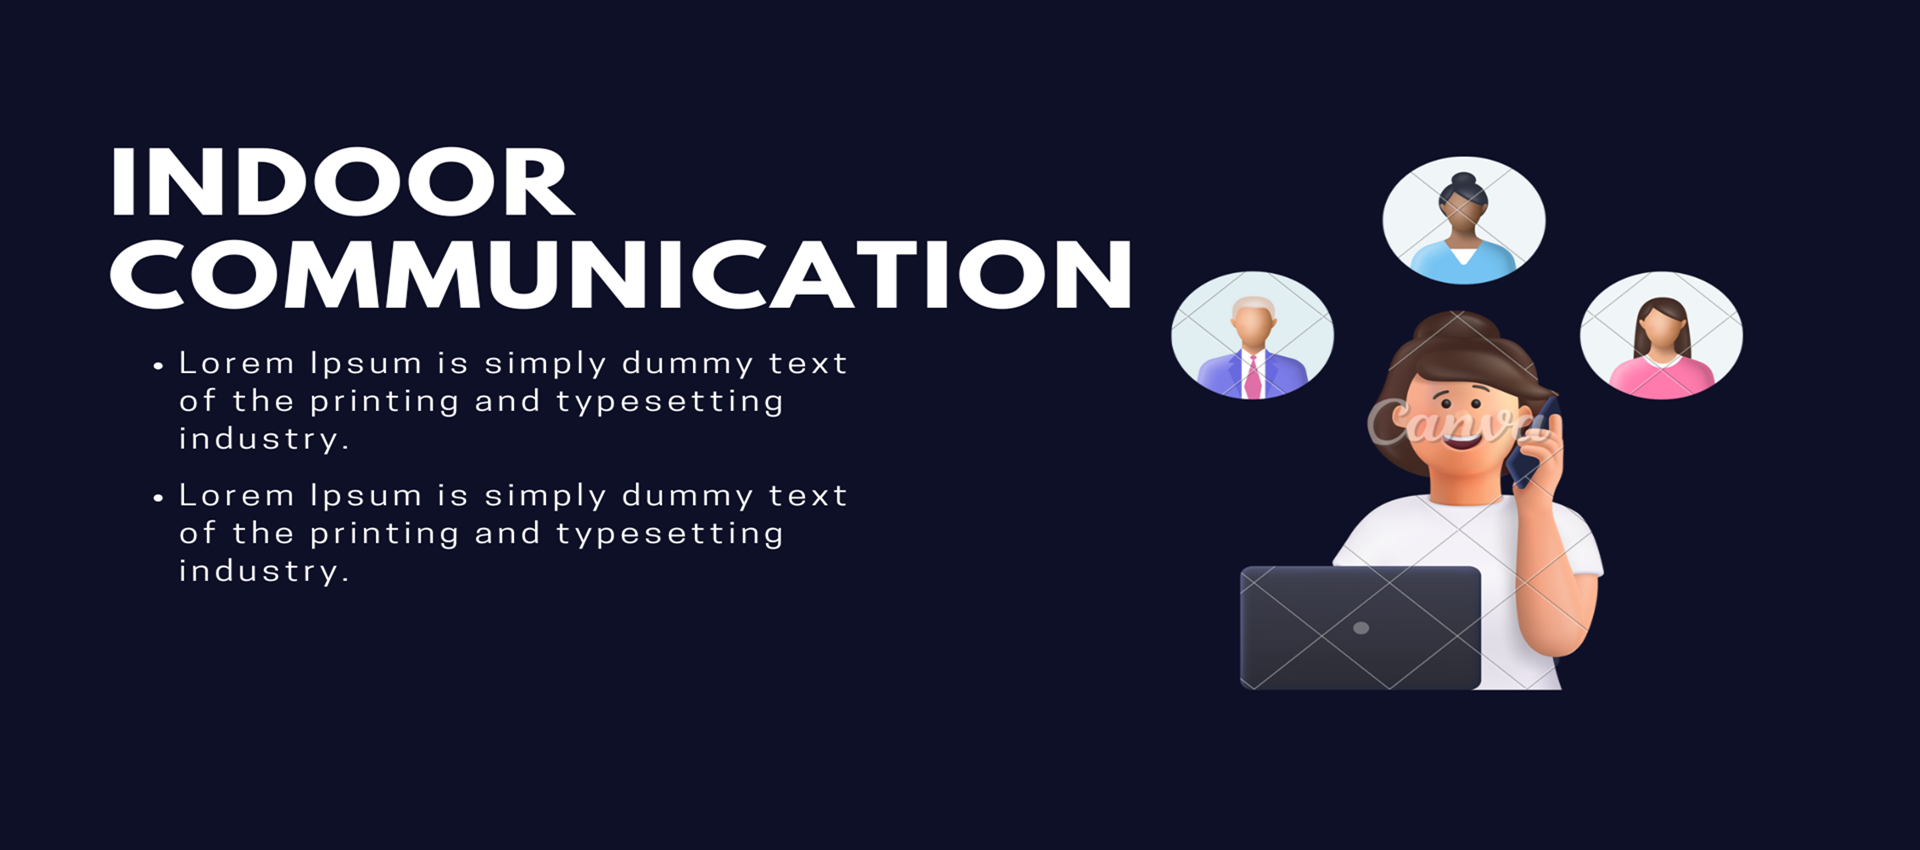 INDOOR
COMMUNICATION
• Lorem Ipsum is simply dummy text
of the printing and typesetting
industry.
• Lorem Ipsum is simply dummy text
of the printing and typesetting
industry.
Canva